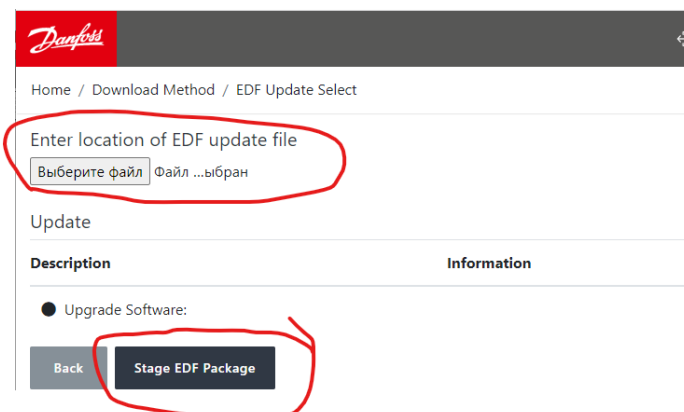 Danfoss
Home / Download Method / EDF Update Select
Enter location of EDF update file
Выберите файл Файл ...ыбран
Update
Description Information
Upgrade Software:
Back Stage EDF Package